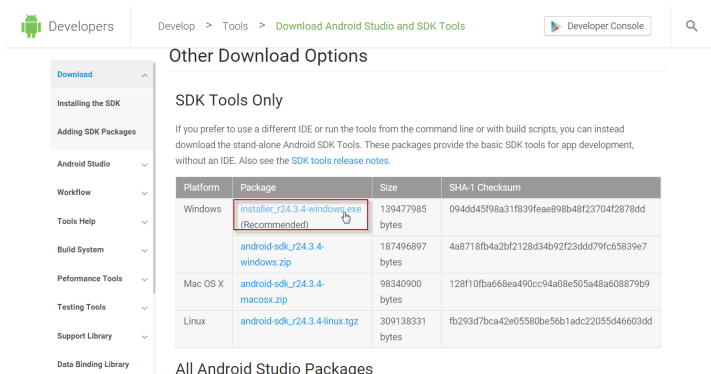 Developers
Develop > Tools > Download Android Studio and SDK Tools
Developer Console
Download
Installing the SDK
Adding SDK Packages
Android Studio
Workflow
Tools Help
Build System
Peformance Tools
Testing Tools
Support Library
Data Binding Library
Other Download Options
SDK Tools Only
If you prefer to use a different IDE or run the tools from the command line or with build scripts, you can instead
download the stand-alone Android SDK Tools. These packages provide the basic SDK tools for app development,
without an IDE. Also see the SDK tools release notes.
Platform Package Size SHA-1 Checksum
Windows installer_r24.3.4-windows.exe 139477985 094dd45f98a31f839feae898b48f23704f2878dd
(Recommended) bytes
android-sdk_r24.3.4- 187496897 4a8718fb4a2bf2128d34b92f23ddd79fc65839e7
windows.zip bytes
Mac OS X android-sdk_r24.3.4- 98340900 128f10fba668ea490cc94a08e505a48a608879b9
macosx.zip bytes
Linux android-sdk_r24.3.4-linux.tgz 309138331 fb293d7bca42e05580be56b1adc22055d46603dd
bytes
All Android Studio Packages